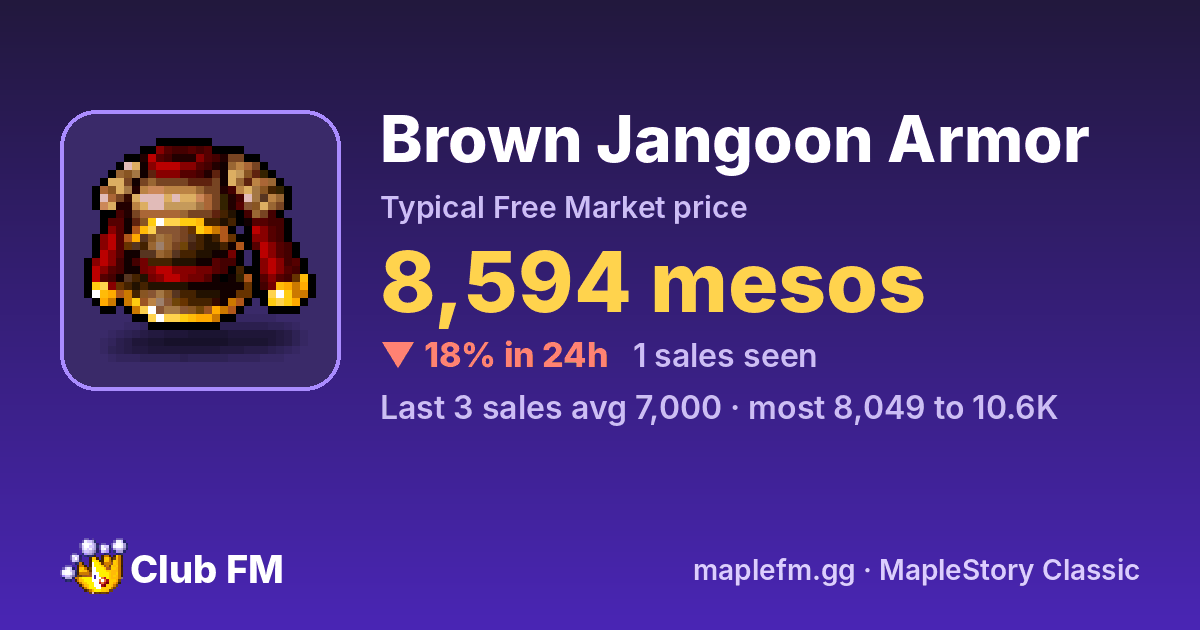 Brown Jangoon Armor
Typical Free Market price
8,594 mesos
▼ 18% in 24h 1 sales seen
Last 3 sales avg 7,000 · most 8,049 to 10.6K
Club FM
maplefm.gg · MapleStory Classic